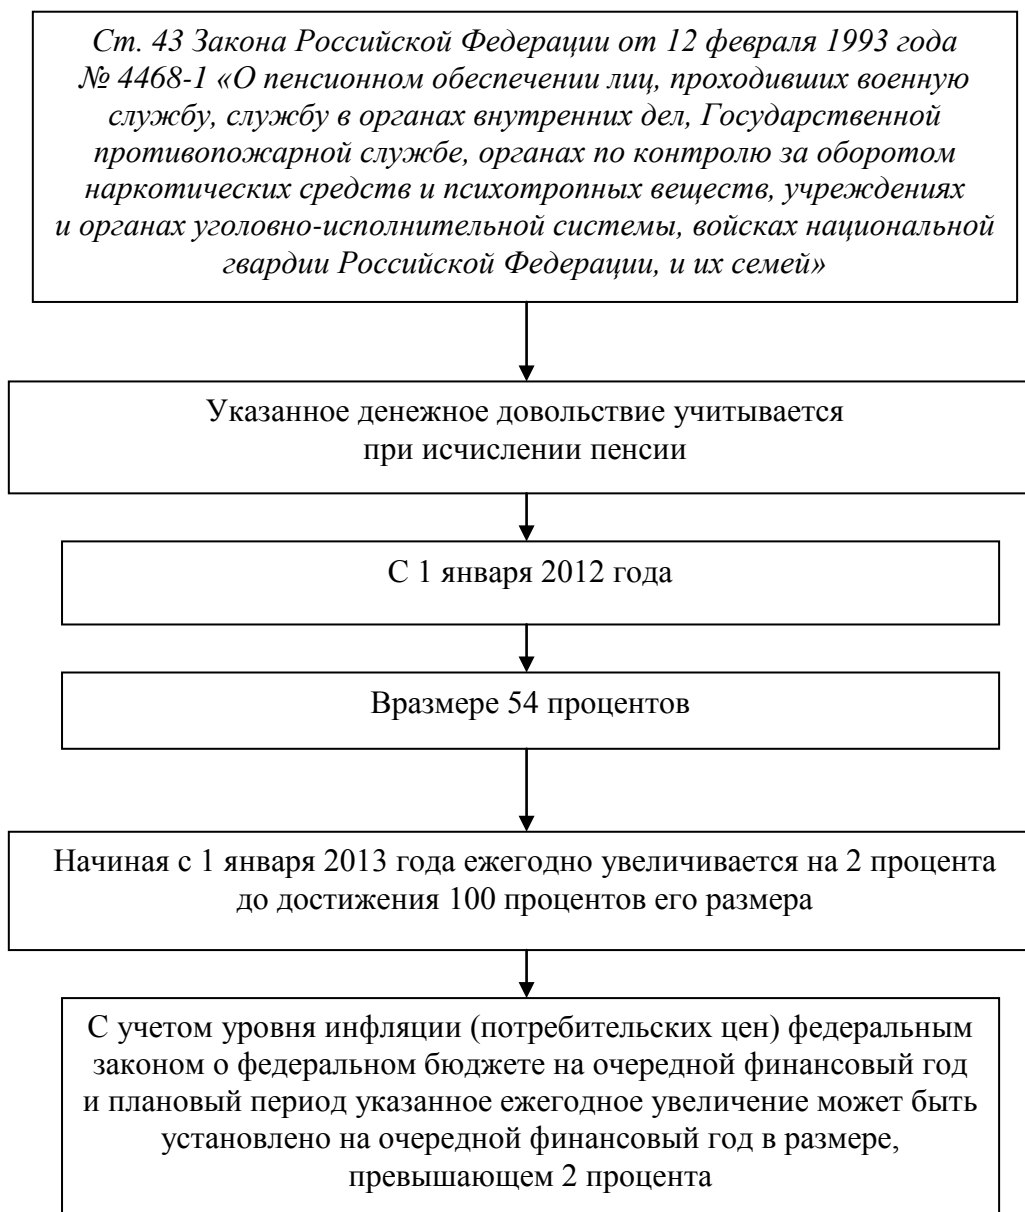 Ст. 43 Закона Российской Федерации от 12 февраля 1993 года
№ 4468-1 «О пенсионном обеспечении лиц, проходивших военную
службу, службу в органах внутренних дел, Государственной
противопожарной службе, органах по контролю за оборотом
наркотических средств и психотропных веществ, учреждениях
и органах уголовно-исполнительной системы, войсках национальной
гвардии Российской Федерации, и их семей»
Указанное денежное довольствие учитывается
при исчислении пенсии
С 1 января 2012 года
Вразмере 54 процентов
Начиная с 1 января 2013 года ежегодно увеличивается на 2 процента
до достижения 100 процентов его размера
С учетом уровня инфляции (потребительских цен) федеральным
законом о федеральном бюджете на очередной финансовый год
и плановый период указанное ежегодное увеличение может быть
установлено на очередной финансовый год в размере,
превышающем 2 процента